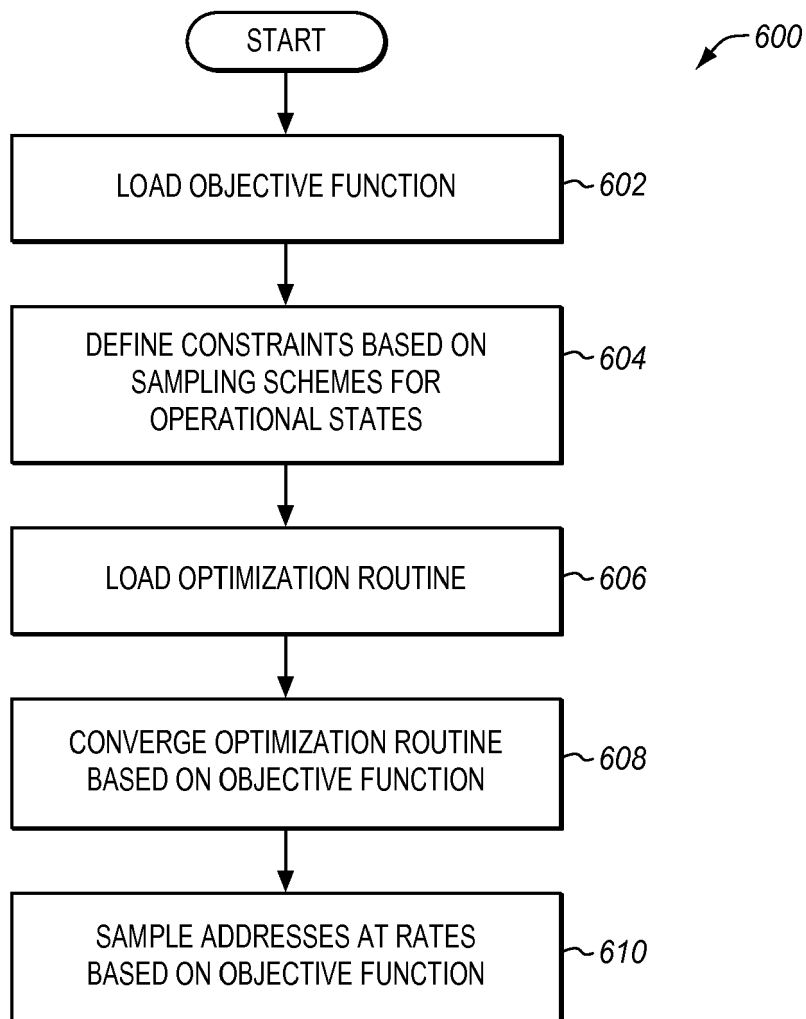 START
600
LOAD OBJECTIVE FUNCTION
602
DEFINE CONSTRAINTS BASED ON
SAMPLING SCHEMES FOR
OPERATIONAL STATES
604
LOAD OPTIMIZATION ROUTINE
606
CONVERGE OPTIMIZATION ROUTINE
BASED ON OBJECTIVE FUNCTION
608
SAMPLE ADDRESSES AT RATES
BASED ON OBJECTIVE FUNCTION
610